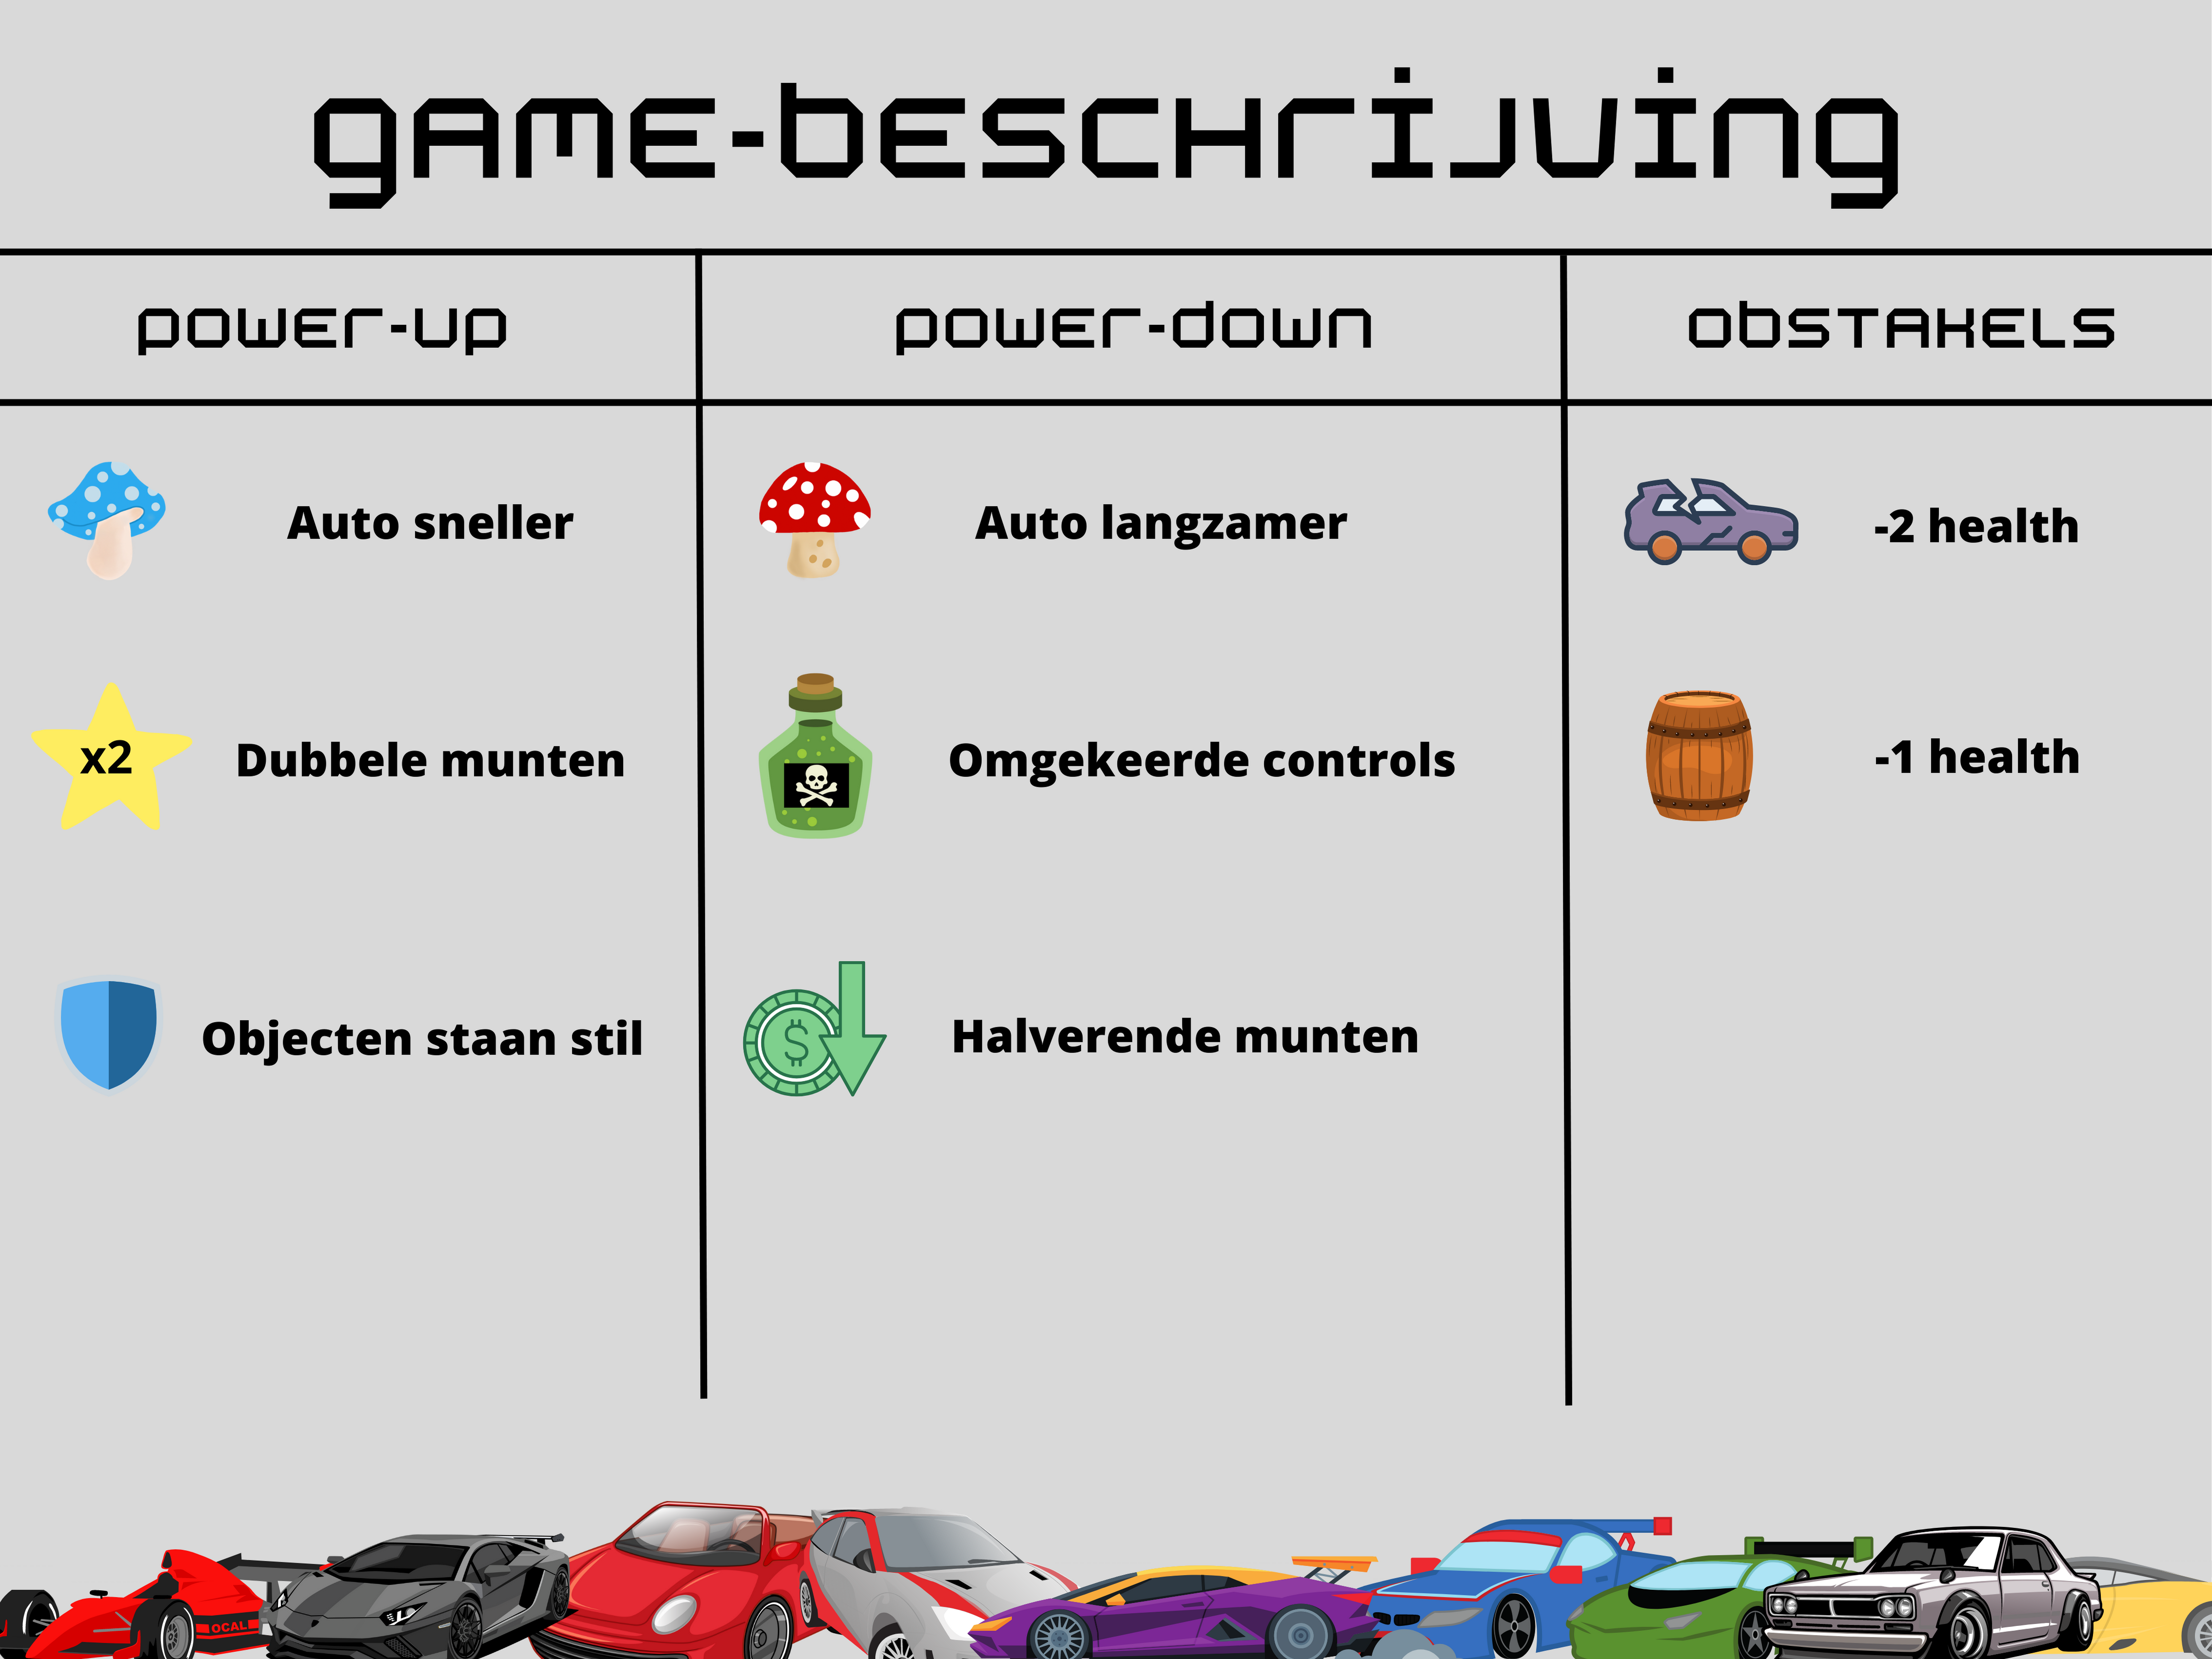 game-beschrijving
power-up
power-down
obstakels
Auto sneller
Auto langzamer
-2 health
x2
Dubbele munten
Omgekeerde controls
-1 health
Objecten staan stil
$
Halverende munten
OCAL